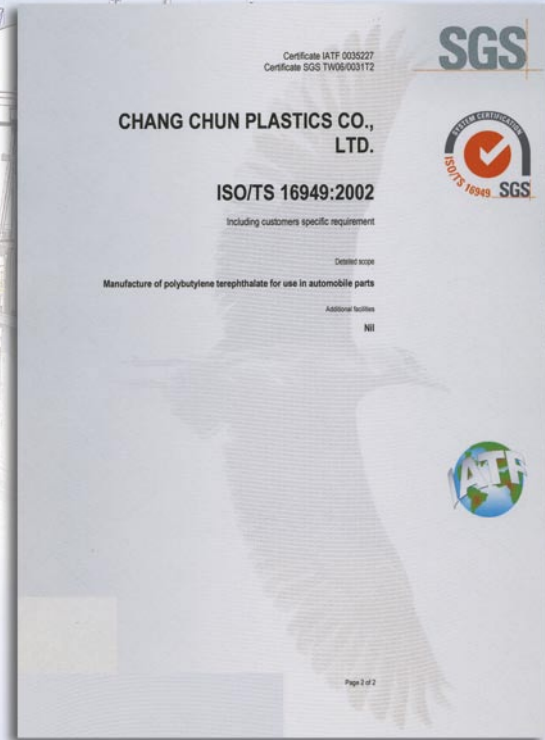 Certificate IATF 0035227
Certificate SGS TW06/0031T2
SGS
CHANG CHUN PLASTICS CO.,
LTD.
SYSTEM CERTIFICATION
ISO/TS 16949 SGS
ISO/TS 16949:2002
Including customers specific requirement
Detailed scope
Manufacture of polybutylene terephthalate for use in automobile parts
Additional facilities
Nil
IATF
Page 2 of 2